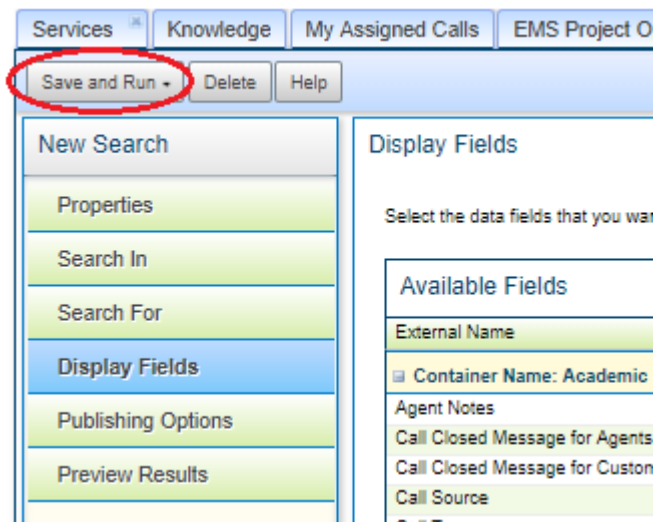 Services Knowledge My Assigned Calls EMS Project
Save and Run Delete Help
New Search
Properties
Search In
Search For
Display Fields
Publishing Options
Preview Results
Display Fields
Select the data fields that you
Available Fields
External Name
Container Name: Academic
Agent Notes
Call Closed Message for Agents
Call Closed Message for
Call Source